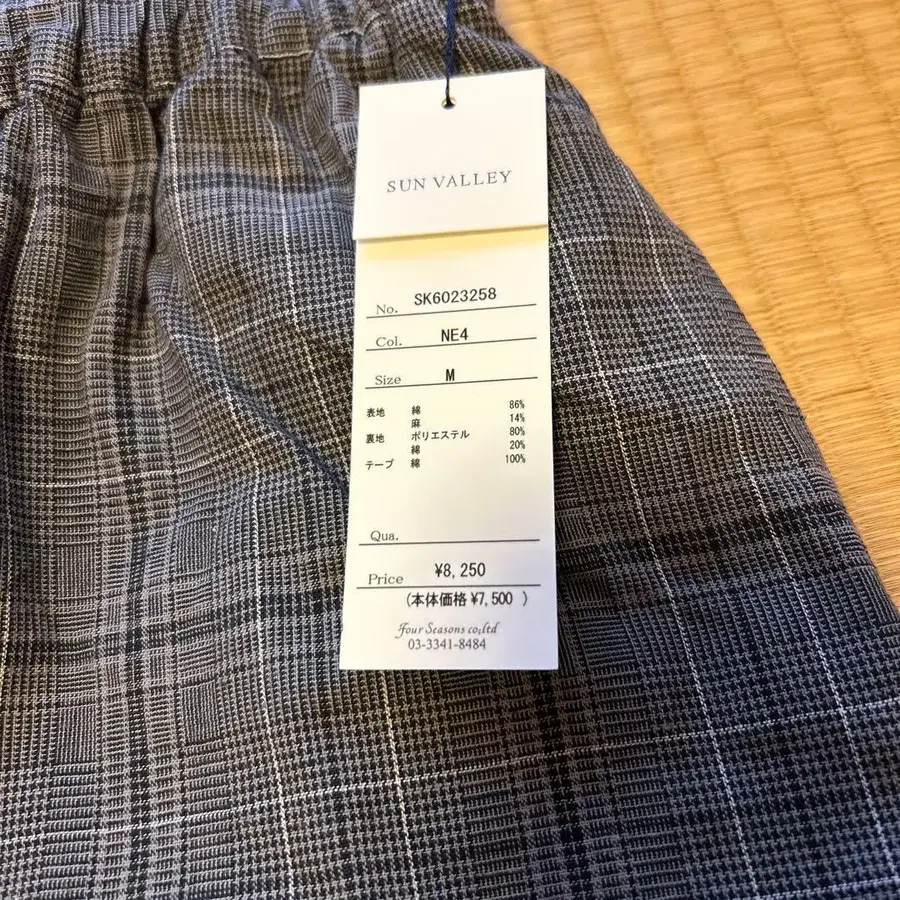 SUN VALLEY
No. SK6023258
Col. NE4
Size M
表地 綿 86%
麻 14%
裏地 ポリエステル 80%
綿 20%
テープ 綿 100%
Qua.
Price ¥8,250
(本体価格 ¥7,500 )
Four Seasons co,ltd
03-3341-8484